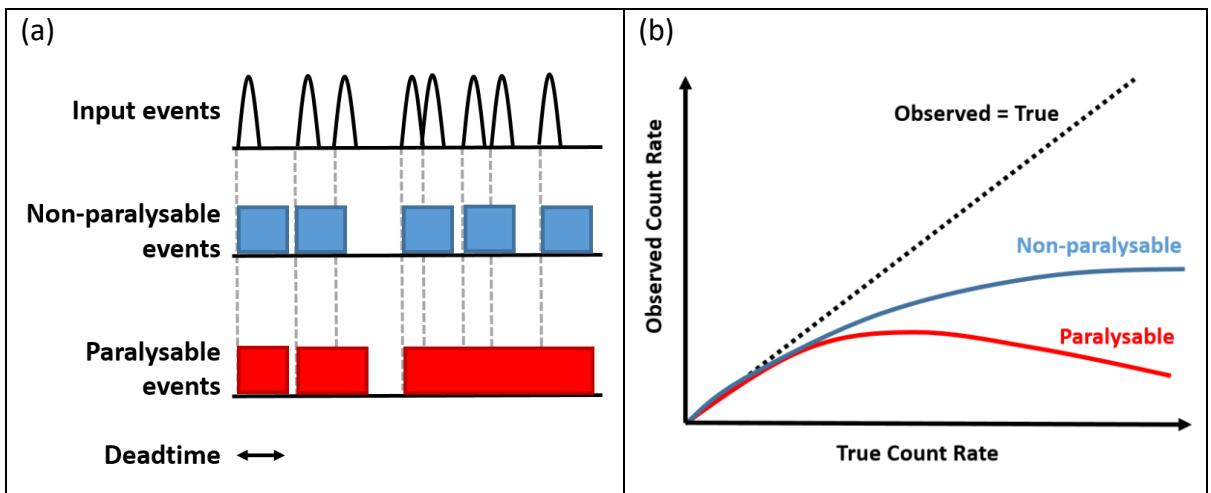 (a)
Input events
Non-paralysable
events
Paralysable
events
Deadtime
(b)
Observed Count Rate
Observed = True
Non-paralysable
Paralysable
True Count Rate